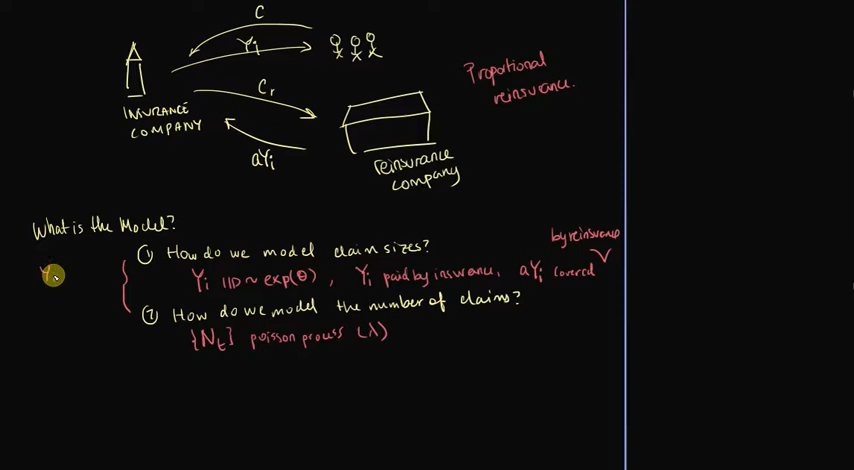 C
Yi
Cr
aYi
INSURANCE
COMPANY
reinsurance
company
Proportional
reinsurance.
What is the Model?
① How do we model claim sizes?
by reinsurance
Yi IID ~ exp(θ), Yi paid by insurance, aYi covered
② How do we model the number of claims?
{Nt} poisson process (λ)
Y